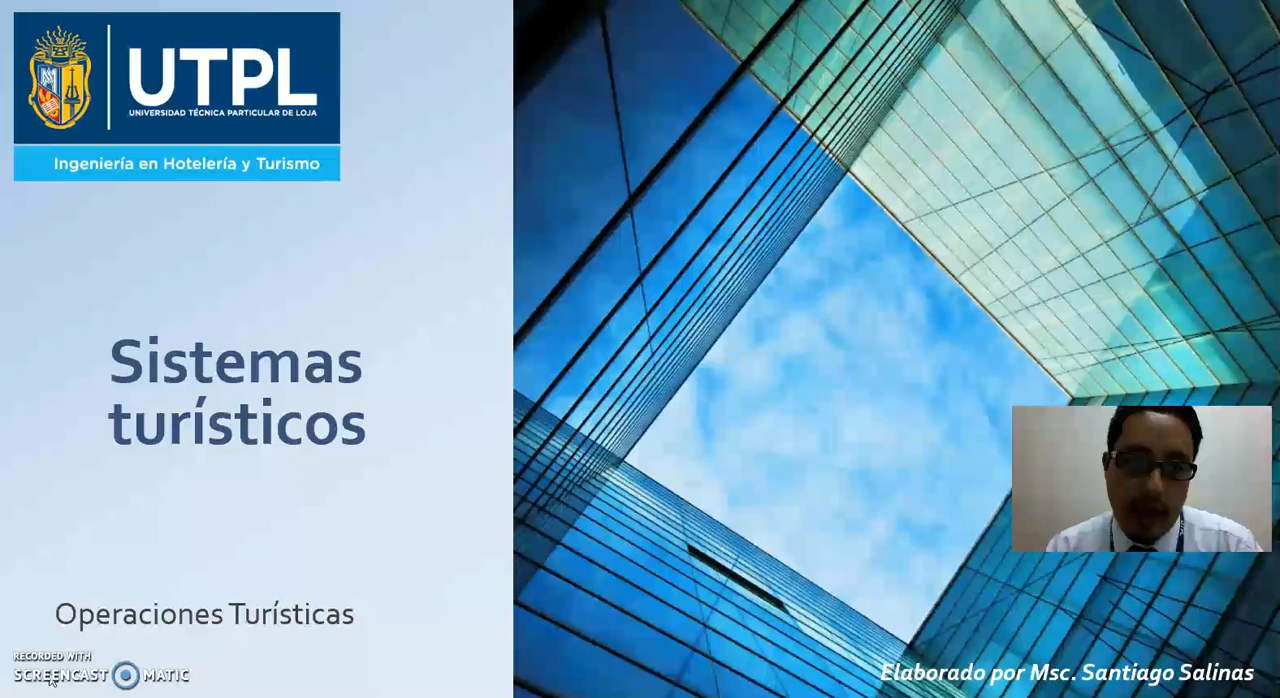 UTPL
UNIVERSIDAD TÉCNICA PARTICULAR DE LOJA
Ingeniería en Hotelería y Turismo
Sistemas
turísticos
Operaciones Turísticas
RECORDED WITH
SCREENCAST MATIC
Elaborado por Msc. Santiago Salinas